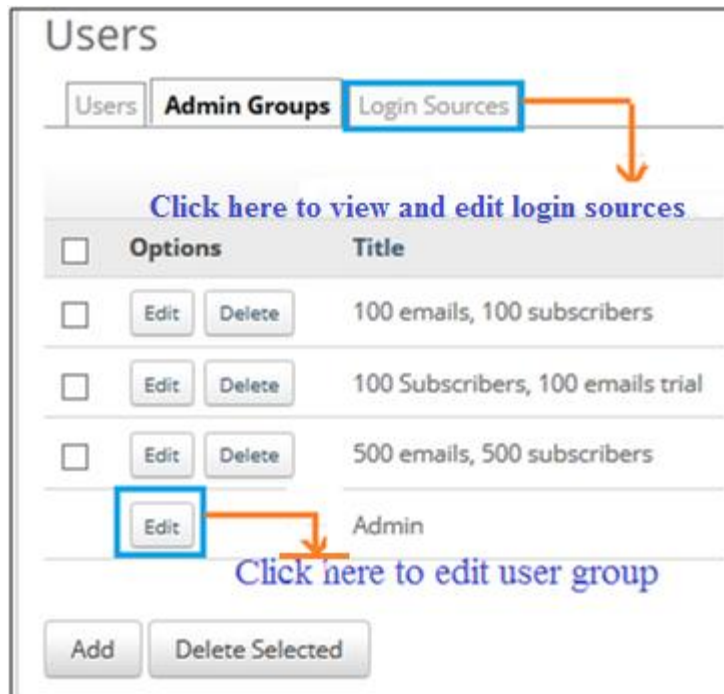 Users
Users Admin Groups Login Sources
Click here to view and edit login sources
Options Title
Edit Delete 100 emails, 100 subscribers
Edit Delete 100 Subscribers, 100 emails trial
Edit Delete 500 emails, 500 subscribers
Edit Admin
Click here to edit user group
Add Delete Selected